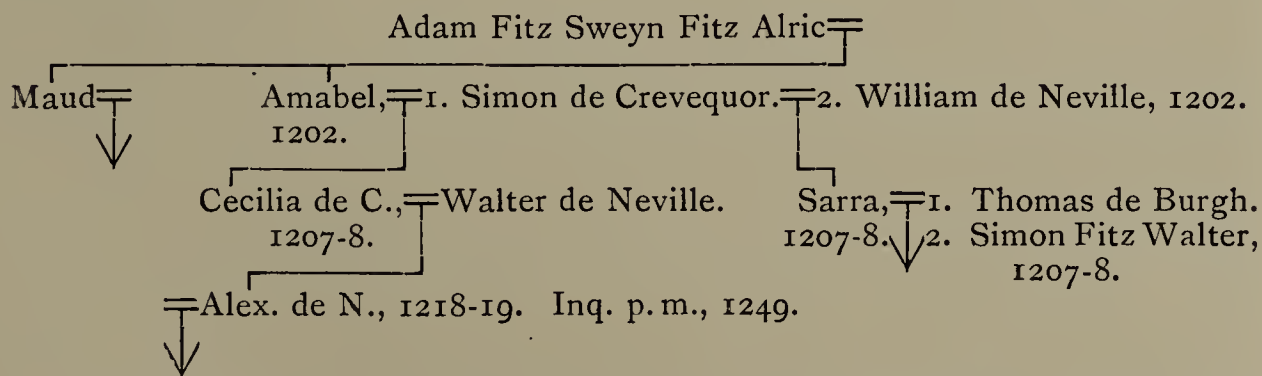 Adam Fitz Sweyn Fitz Alric
Maud Amabel, 1. Simon de Crevequor. 2. William de Neville, 1202.
1202.
Cecilia de C., Walter de Neville. Sarra, 1. Thomas de Burgh.
1207-8. 1207-8. 2. Simon Fitz Walter,
1207-8.
Alex. de N., 1218-19. Inq. p. m., 1249.